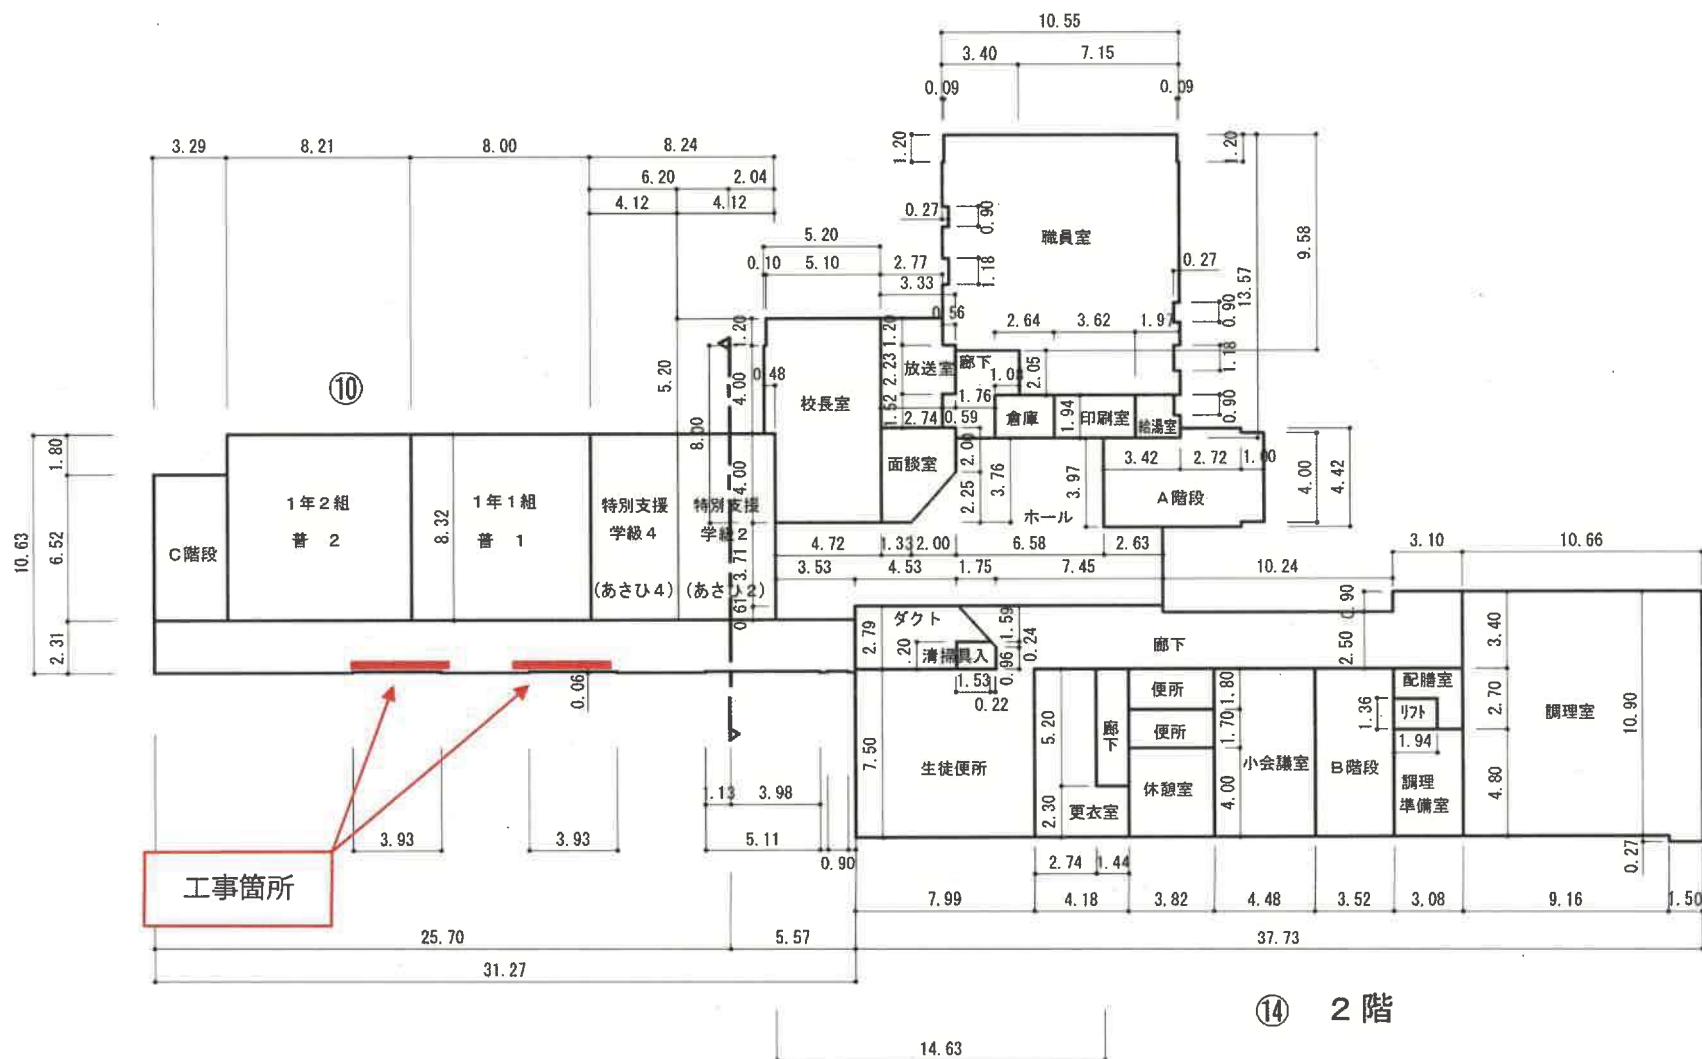 10.55
3.40 7.15
0.09 0.09
3.29 8.21 8.00 8.24
1.20 1.20
6.20 2.04
4.12 4.12
0.27 0.90
職員室
5.20
0.10 5.10 2.77
3.33
1.18
0.27
9.58
13.57
0.90
0.56
2.64 3.62 1.97
1.20 1.20
⑩
5.20
4.00
0.48
校長室
放送室
2.23
廊下
2.05
1.18
1.76
倉庫
1.94
印刷室
給湯室
0.90
1.52
2.74 0.59
8.00
1.80
面談室
2.00
3.76
3.97
3.42 2.72
4.00
4.42
A階段
2.25
ホール
10.63
6.52
1年2組
普 2
8.32
1年1組
普 1
特別支援
学級4
(あさひ4)
特別支援
学級2
(あさひ2)
4.00
3.71
0.61
C階段
4.72 1.33 2.00 6.58 2.63
3.10 10.66
3.53 4.53 1.75 7.45 10.24
0.90
2.31
ダクト
2.79
1.59
0.24
清掃具入
0.96
廊下
2.50
3.40
1.53
0.22
0.06
配膳室
2.70
リフト
1.36
1.94
調理室
10.90
便所
1.80
便所
1.70
廊下
5.20
7.50
生徒便所
小会議室
B階段
休憩室
4.00
調理
準備室
4.80
更衣室
2.30
1.13 3.98
3.93 3.93 5.11
0.90
0.27
工事箇所
2.74 1.44
7.99 4.18 3.82 4.48 3.52 3.08 9.16 1.50
25.70 5.57 37.73
31.27
⑭ 2階
14.63